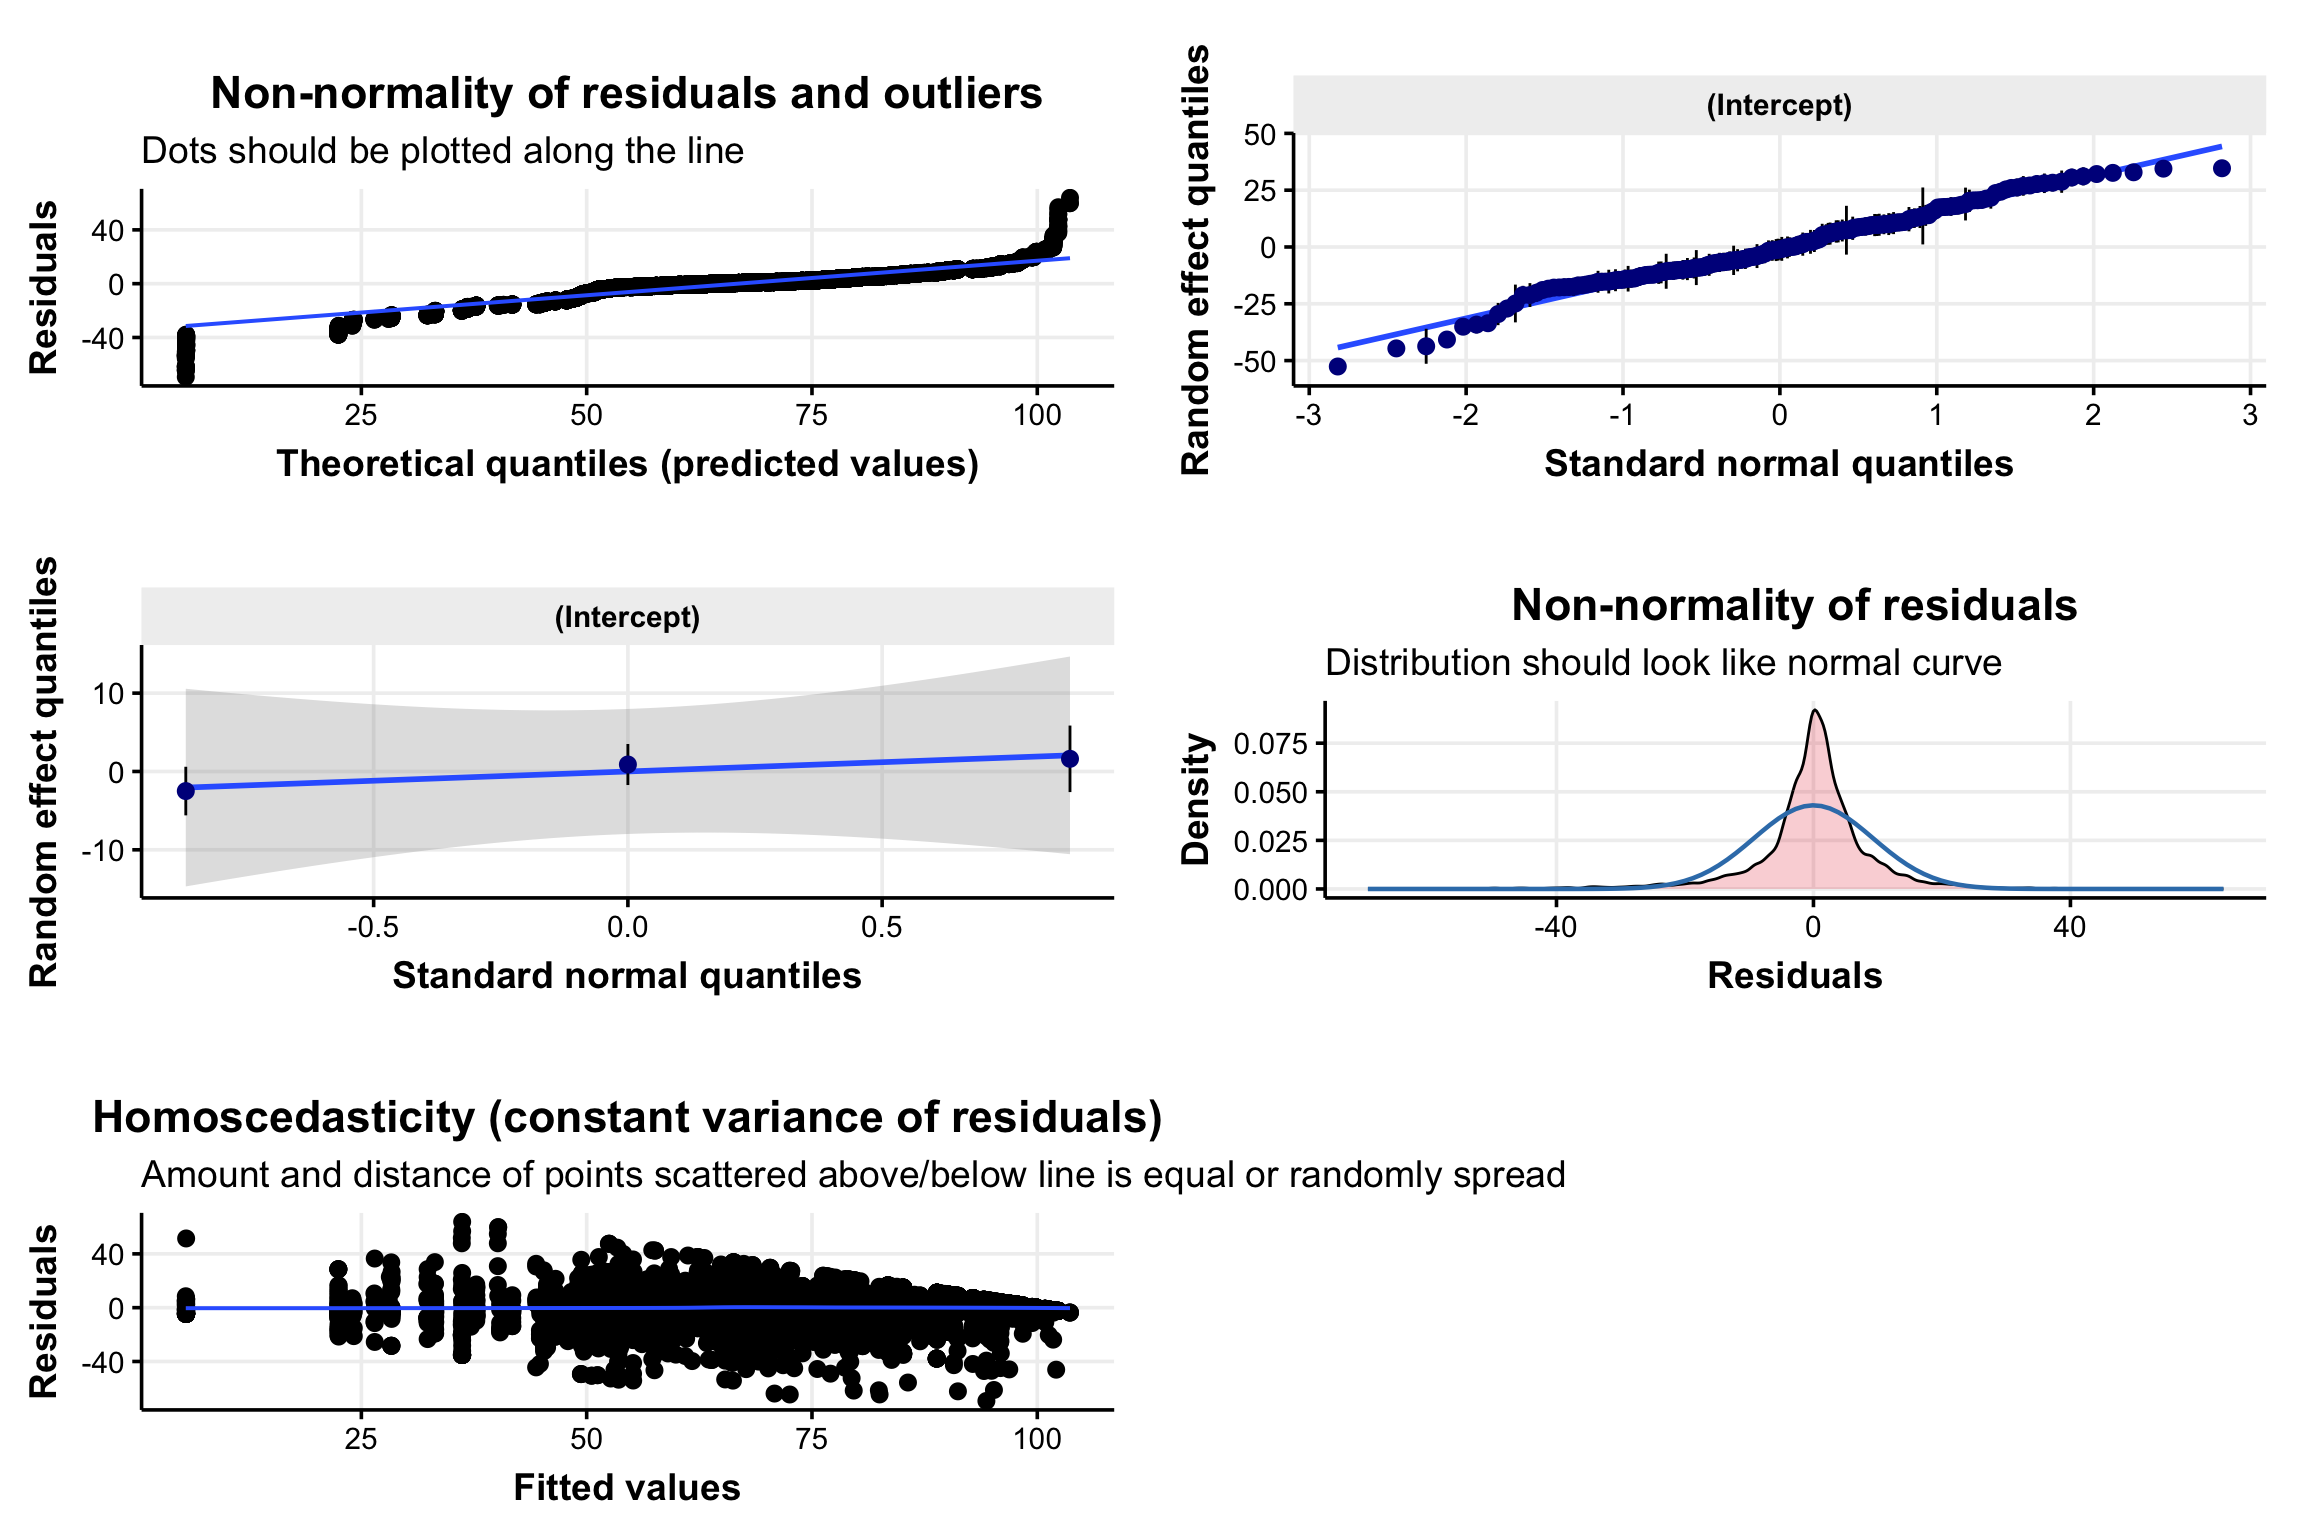 Non-normality of residuals and outliers
Dots should be plotted along the line
Residuals
40
0
-40
25 50 75 100
Theoretical quantiles (predicted values)
(Intercept)
Random effect quantiles
50
25
0
-25
-50
-3 -2 -1 0 1 2 3
Standard normal quantiles
(Intercept)
Random effect quantiles
10
0
-10
-0.5 0.0 0.5
Standard normal quantiles
Non-normality of residuals
Distribution should look like normal curve
Density
0.075
0.050
0.025
0.000
-40 0 40
Residuals
Homoscedasticity (constant variance of residuals)
Amount and distance of points scattered above/below line is equal or randomly spread
Residuals
40
0
-40
25 50 75 100
Fitted values